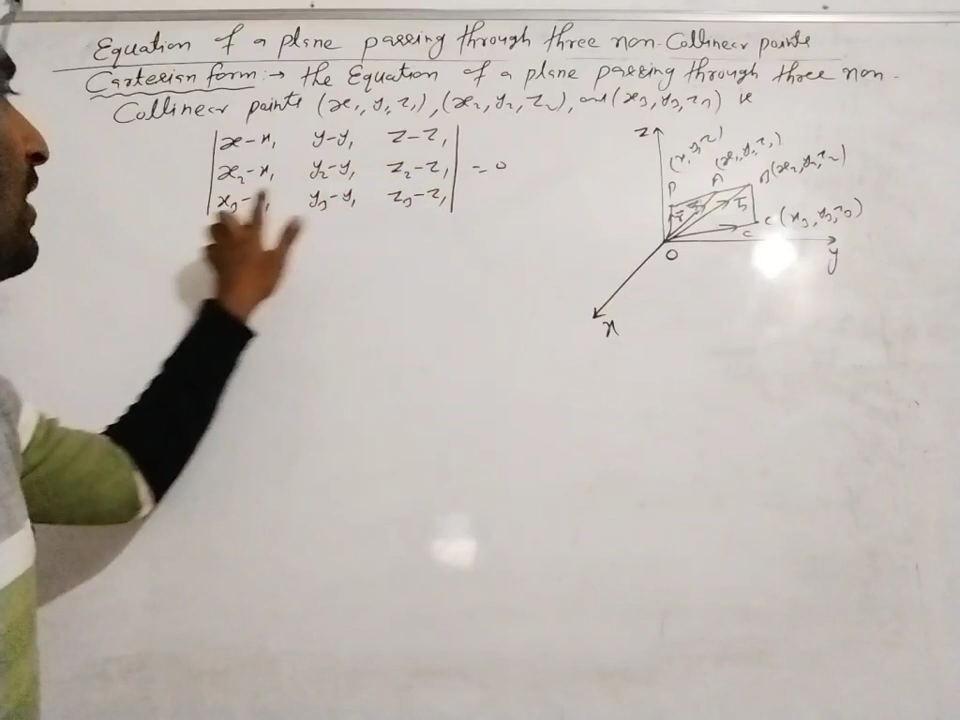 Equation of a plane passing through three non-Collinear points
Cartesian form:→ the Equation of a plane passing through three non-
Collinear points (x₁, y₁, z₁), (x₂, y₂, z₂), and (x₃, y₃, z₃) is
| x-x₁ y-y₁ z-z₁ |
| x₂-x₁ y₂-y₁ z₂-z₁ | = 0
| x₃- y₃-y₁ z₃-z₁ |
z
(x, y, z)
(x₁, y₁, z₁)
P
A
B(x₂, y₂, z₂)
C (x₃, y₃, z₃)
C
O
y
x